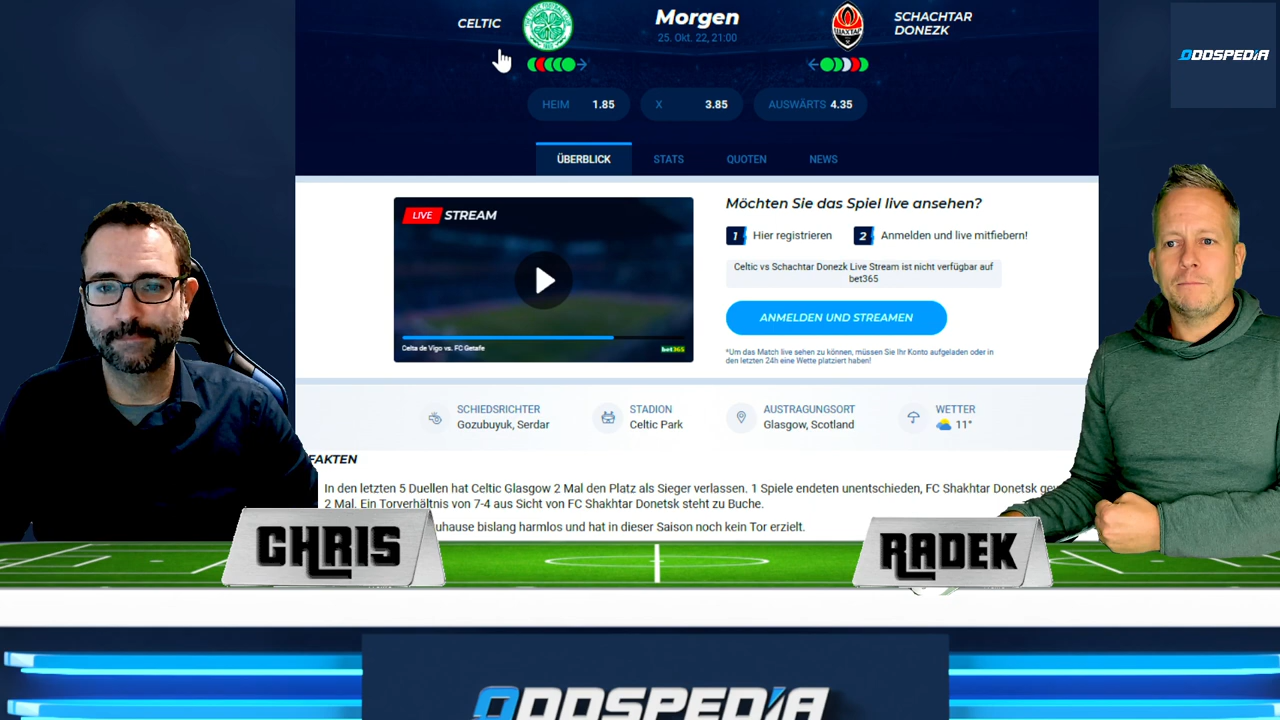 CELTIC
Morgen
25. Okt. 22, 21:00
SCHACHTAR
DONEZK
ШАХТАР
ODDSPEDIA
HEIM 1.85
X 3.85
AUSWÄRTS 4.35
ÜBERBLICK
STATS
QUOTEN
NEWS
LIVE STREAM
Celta de Vigo vs. FC Getafe
bet365
Möchten Sie das Spiel live ansehen?
1 Hier registrieren
2 Anmelden und live mitfiebern!
Celtic vs Schachtar Donezk Live Stream ist nicht verfügbar auf
bet365
ANMELDEN UND STREAMEN
*Um das Match live sehen zu können, müssen Sie Ihr Konto aufgeladen oder in
den letzten 24h eine Wette platziert haben!
SCHIEDSRICHTER
Gozubuyuk, Serdar
STADION
Celtic Park
AUSTRAGUNGSORT
Glasgow, Scotland
WETTER
11°
FAKTEN
In den letzten 5 Duellen hat Celtic Glasgow 2 Mal den Platz als Sieger verlassen. 1 Spiele endeten unentschieden, FC Shakhtar Donetsk
2 Mal. Ein Torverhältnis von 7-4 aus Sicht von FC Shakhtar Donetsk steht zu Buche.
uhause bislang harmlos und hat in dieser Saison noch kein Tor erzielt.
CHRIS
RADEK
ODDSPEDIA